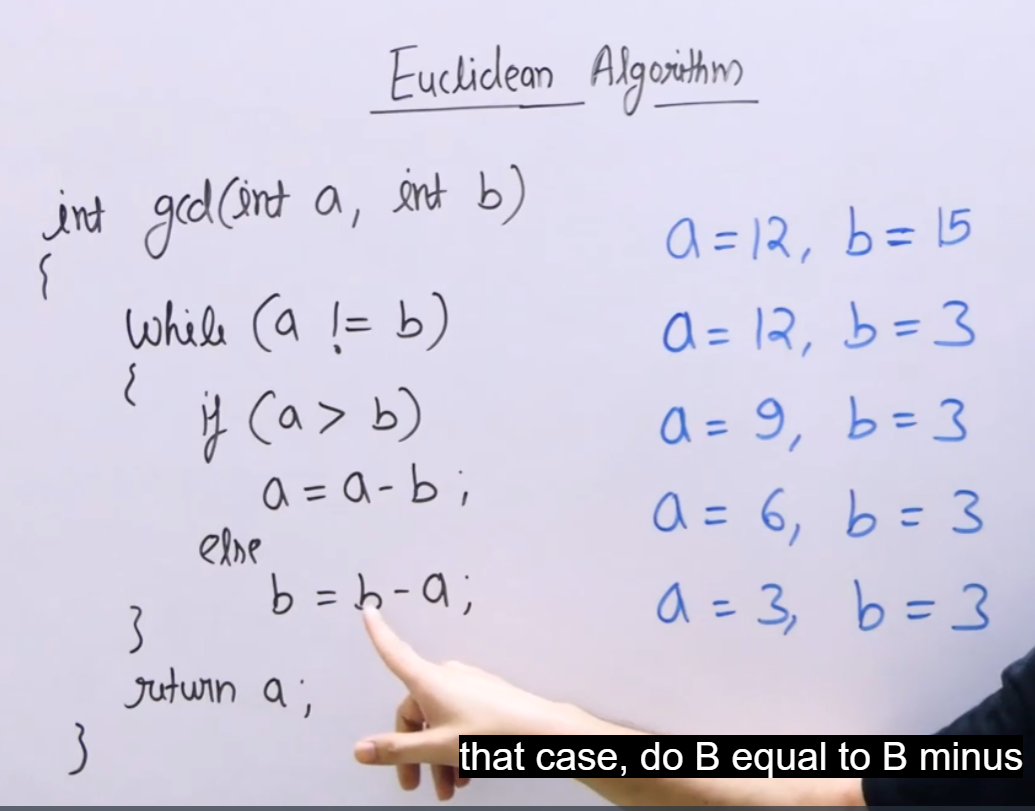 Euclidean Algorithm
int gcd(int a, int b)
{
while (a != b)
{
if (a > b)
a = a - b ;
else
b = b - a ;
}
return a ;
}
a = 12, b = 15
a = 12, b = 3
a = 9, b = 3
a = 6, b = 3
a = 3, b = 3
that case, do B equal to B minus